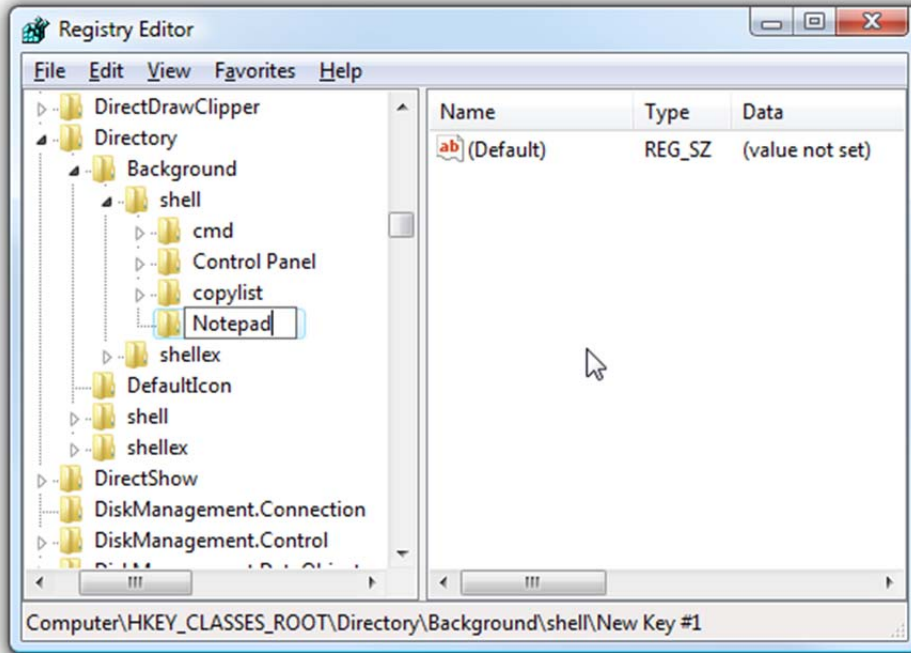 Registry Editor
File Edit View Favorites Help
DirectDrawClipper
Directory
Background
shell
cmd
Control Panel
copylist
Notepad
shellex
DefaultIcon
shell
shellex
DirectShow
DiskManagement.Connection
DiskManagement.Control
Name Type Data
ab (Default) REG_SZ (value not set)
Computer\HKEY_CLASSES_ROOT\Directory\Background\shell\New Key #1